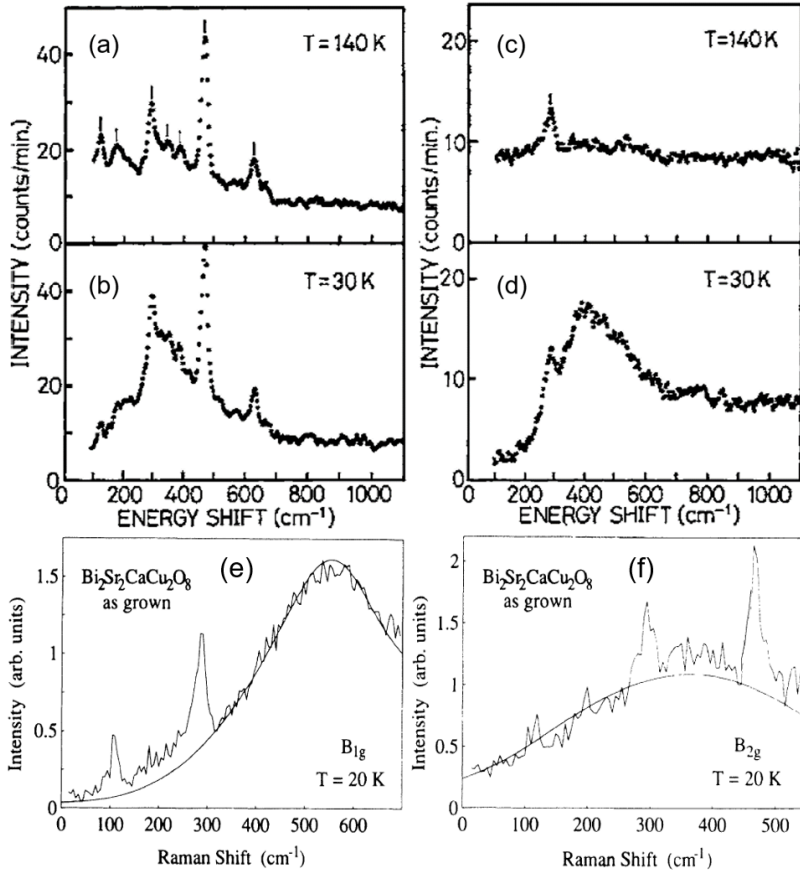 (a)
T=140K
40
20
0
INTENSITY (counts/min.)
(b)
T=30K
40
20
0
0 200 400 600 800 1000
ENERGY SHIFT (cm⁻¹)
(c)
T=140K
20
10
0
INTENSITY (counts/min.)
(d)
T=30K
20
10
0
0 200 400 600 800 1000
ENERGY SHIFT (cm⁻¹)
(e)
Bi₂Sr₂CaCu₂O₈
as grown
1.5
1
0.5
0
Intensity (arb. units)
B₁g
T = 20 K
0 100 200 300 400 500 600
Raman Shift (cm⁻¹)
(f)
Bi₂Sr₂CaCu₂O₈
as grown
2
1.5
1
0.5
0
Intensity (arb. units)
B₂g
T = 20 K
0 100 200 300 400 500
Raman Shift (cm⁻¹)